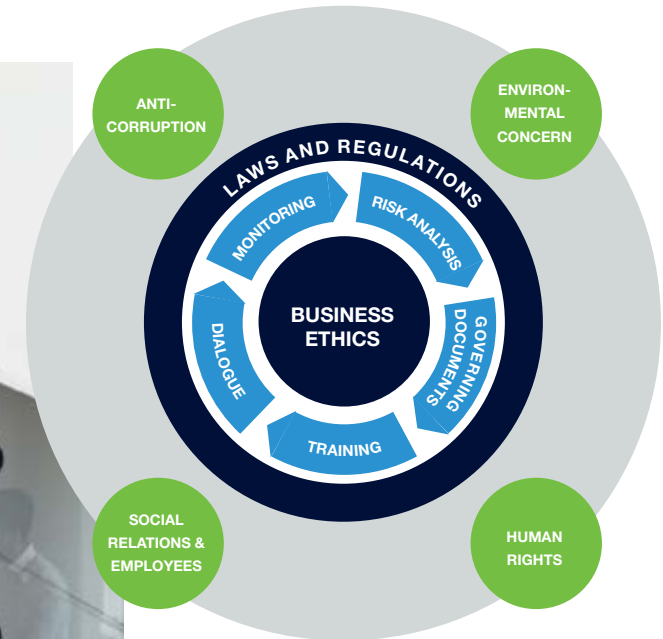 ANTI-
CORRUPTION
ENVIRON-
MENTAL
CONCERN
LAWS AND REGULATIONS
MONITORING
RISK ANALYSIS
BUSINESS
ETHICS
DIALOGUE
GOVERNING
DOCUMENTS
TRAINING
SOCIAL
RELATIONS &
EMPLOYEES
HUMAN
RIGHTS